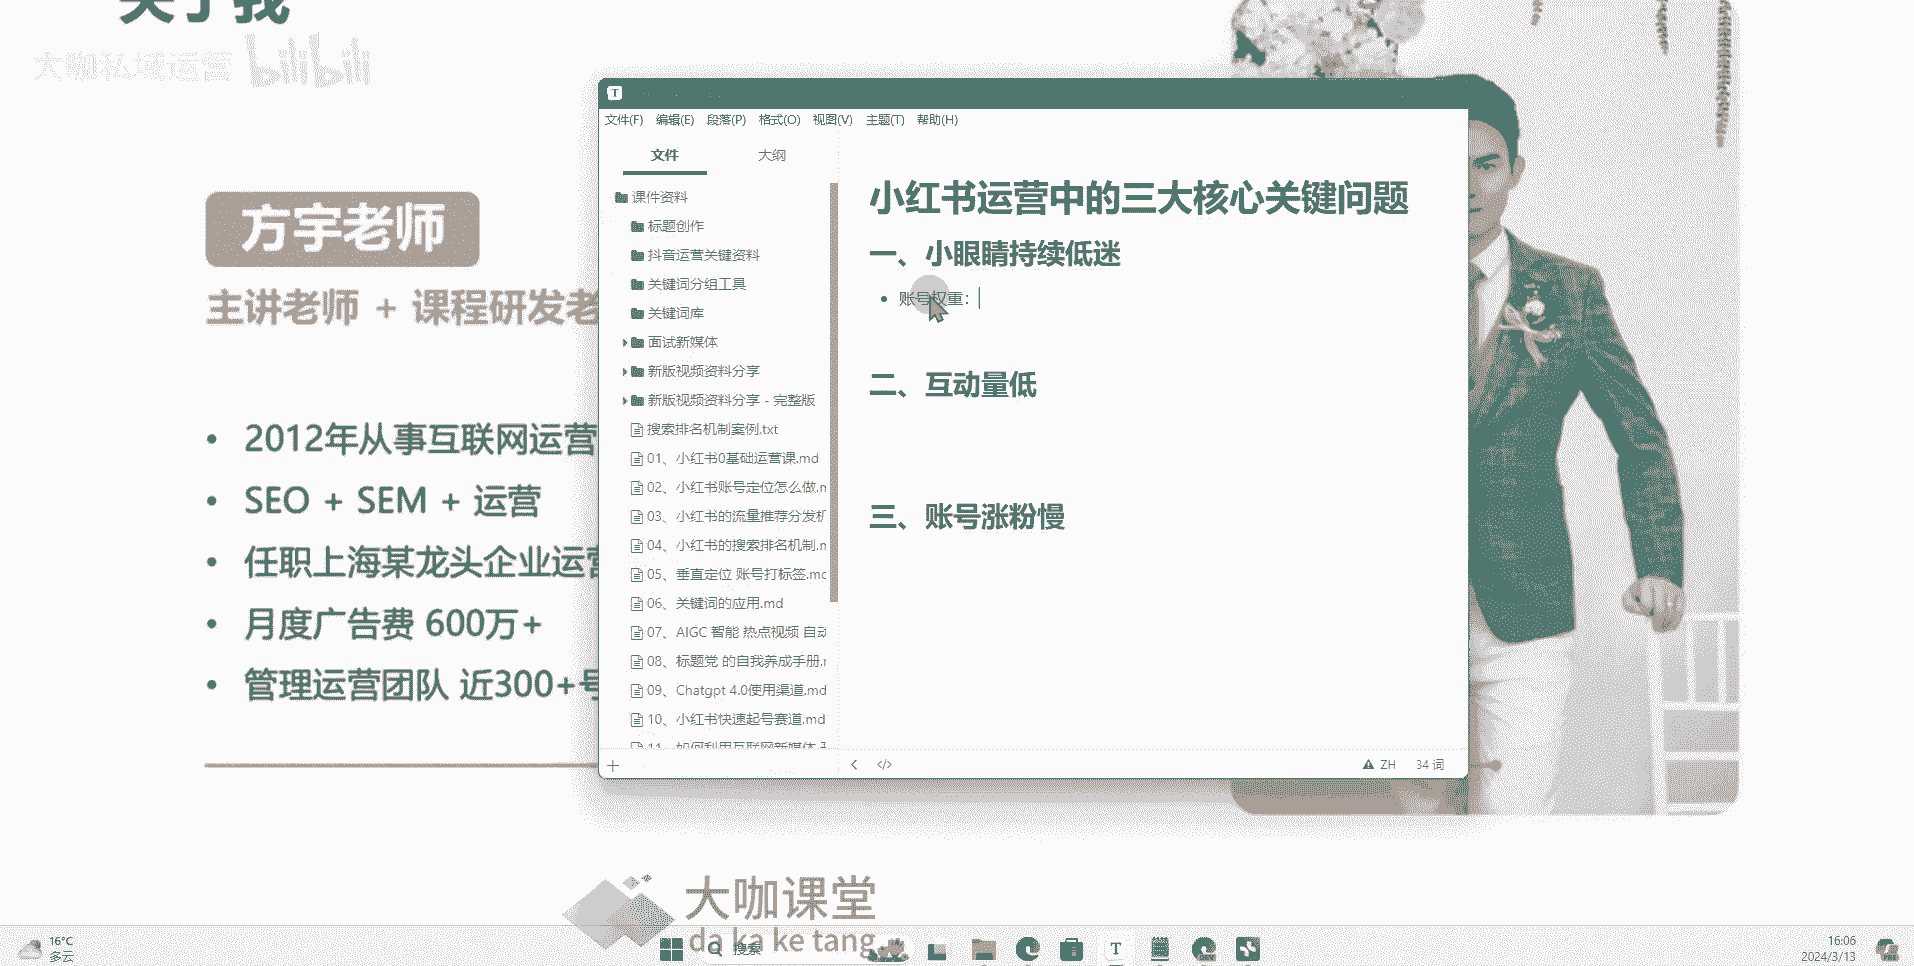 关于我
大咖私域运营 bilibili
方宇老师
主讲老师 + 课程研发老
2012年从事互联网运营
SEO + SEM + 运营
任职上海某龙头企业运营
月度广告费 600万+
管理运营团队 近300+号
T
文件(F) 编辑(E) 段落(P) 格式(O) 视图(V) 主题(T) 帮助(H)
文件 大纲
课件资料
标题创作
抖音运营关键资料
关键词分组工具
关键词库
面试新媒体
新版视频资料分享
新版视频资料分享 - 完整版
搜索排名机制案例.txt
01、小红书0基础运营课.md
02、小红书账号定位怎么做.m
03、小红书的流量推荐分发机
04、小红书的搜索排名机制.m
05、垂直定位 账号打标签.md
06、关键词的应用.md
07、AIGC 智能 热点视频 自动
08、标题党 的自我养成手册.m
09、Chatgpt 4.0使用渠道.md
10、小红书快速起号赛道.md
11、如何利用互联网新媒体
小红书运营中的三大核心关键问题
一、小眼睛持续低迷
账号权重：
二、互动量低
三、账号涨粉慢
ZH 34 词
大咖课堂
da ka ke tang
16°C
多云
搜索
T
DEV
16:06
2024/3/13
PRE